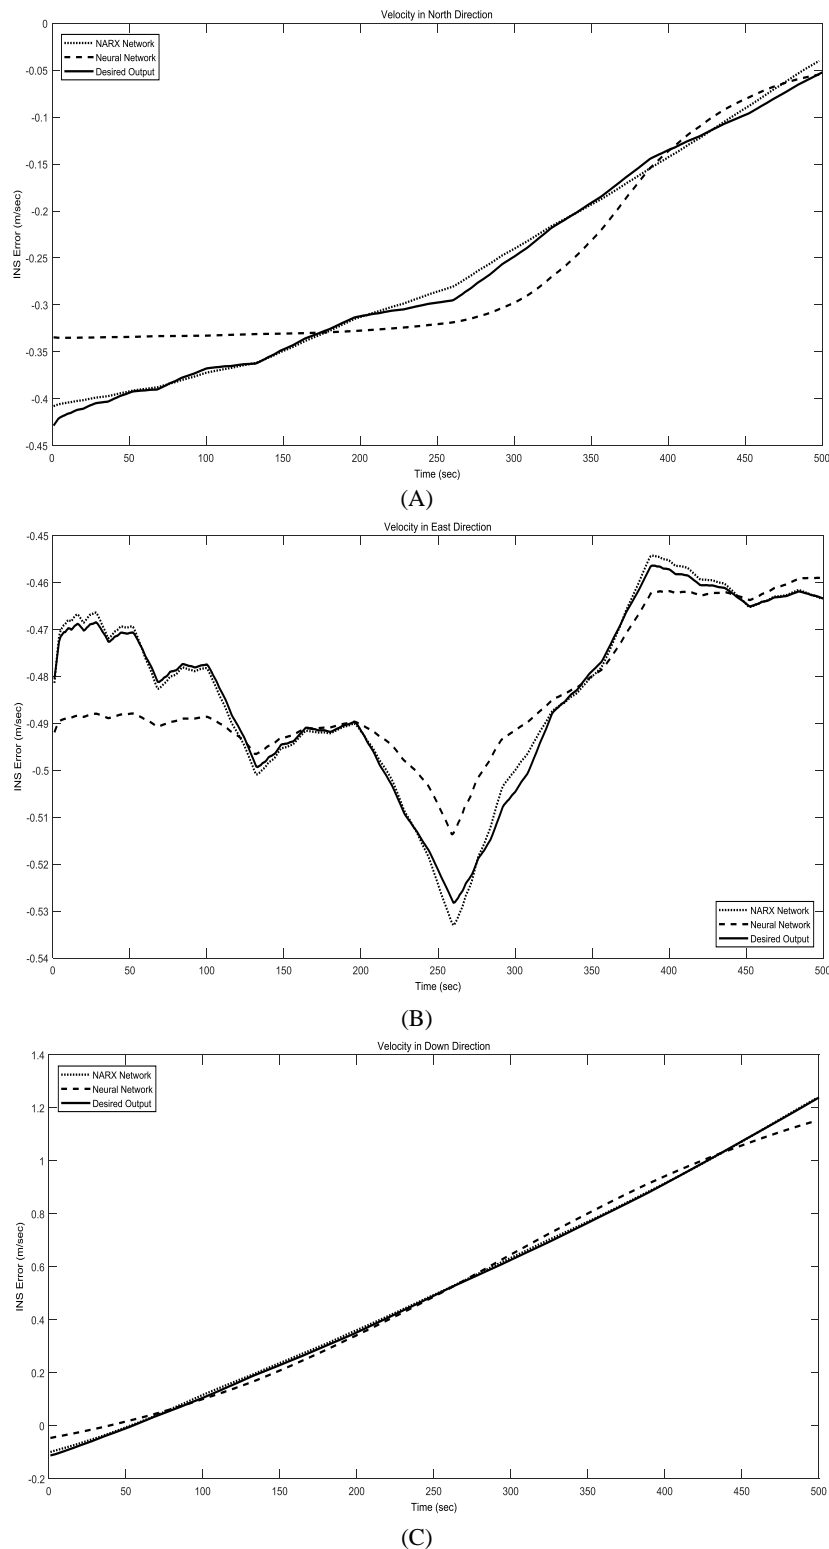 Velocity in North Direction
0
-0.05
-0.1
-0.15
-0.2
-0.25
-0.3
-0.35
-0.4
-0.45
INS Error (m/sec)
NARX Network
Neural Network
Desired Output
0 50 100 150 200 250 300 350 400 450 500
Time (sec)
(A)
Velocity in East Direction
-0.45
-0.46
-0.47
-0.48
-0.49
-0.5
-0.51
-0.52
-0.53
-0.54
INS Error (m/sec)
NARX Network
Neural Network
Desired Output
0 50 100 150 200 250 300 350 400 450 500
Time (sec)
(B)
Velocity in Down Direction
1.4
1.2
1
0.8
0.6
0.4
0.2
0
-0.2
INS Error (m/sec)
NARX Network
Neural Network
Desired Output
0 50 100 150 200 250 300 350 400 450 500
Time (sec)
(C)